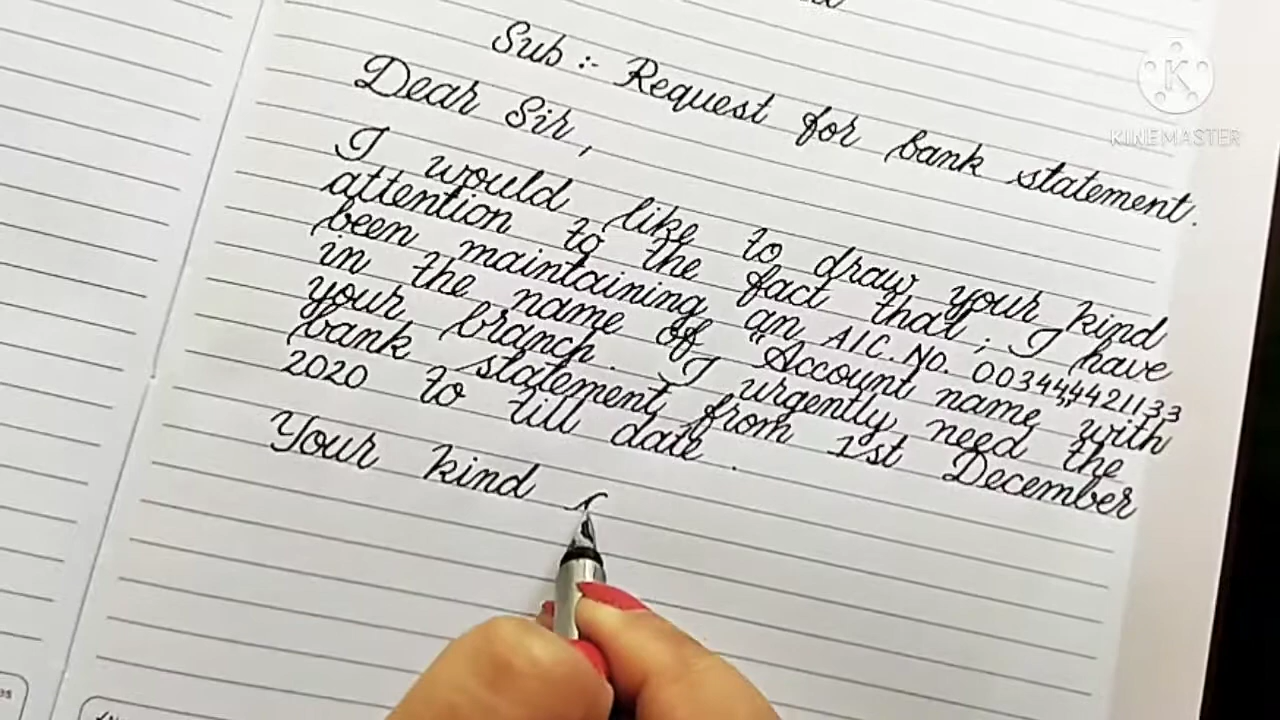 Sub :- Request for bank statement.
Dear Sir,
I would like to draw your kind
attention to the fact that, I have
been maintaining an A/C. No. 00344421133
in the name of "Account name" with
your branch. I urgently need the
bank statement from 1st December
2020 to till date.
Your kind
K
KINEMASTER